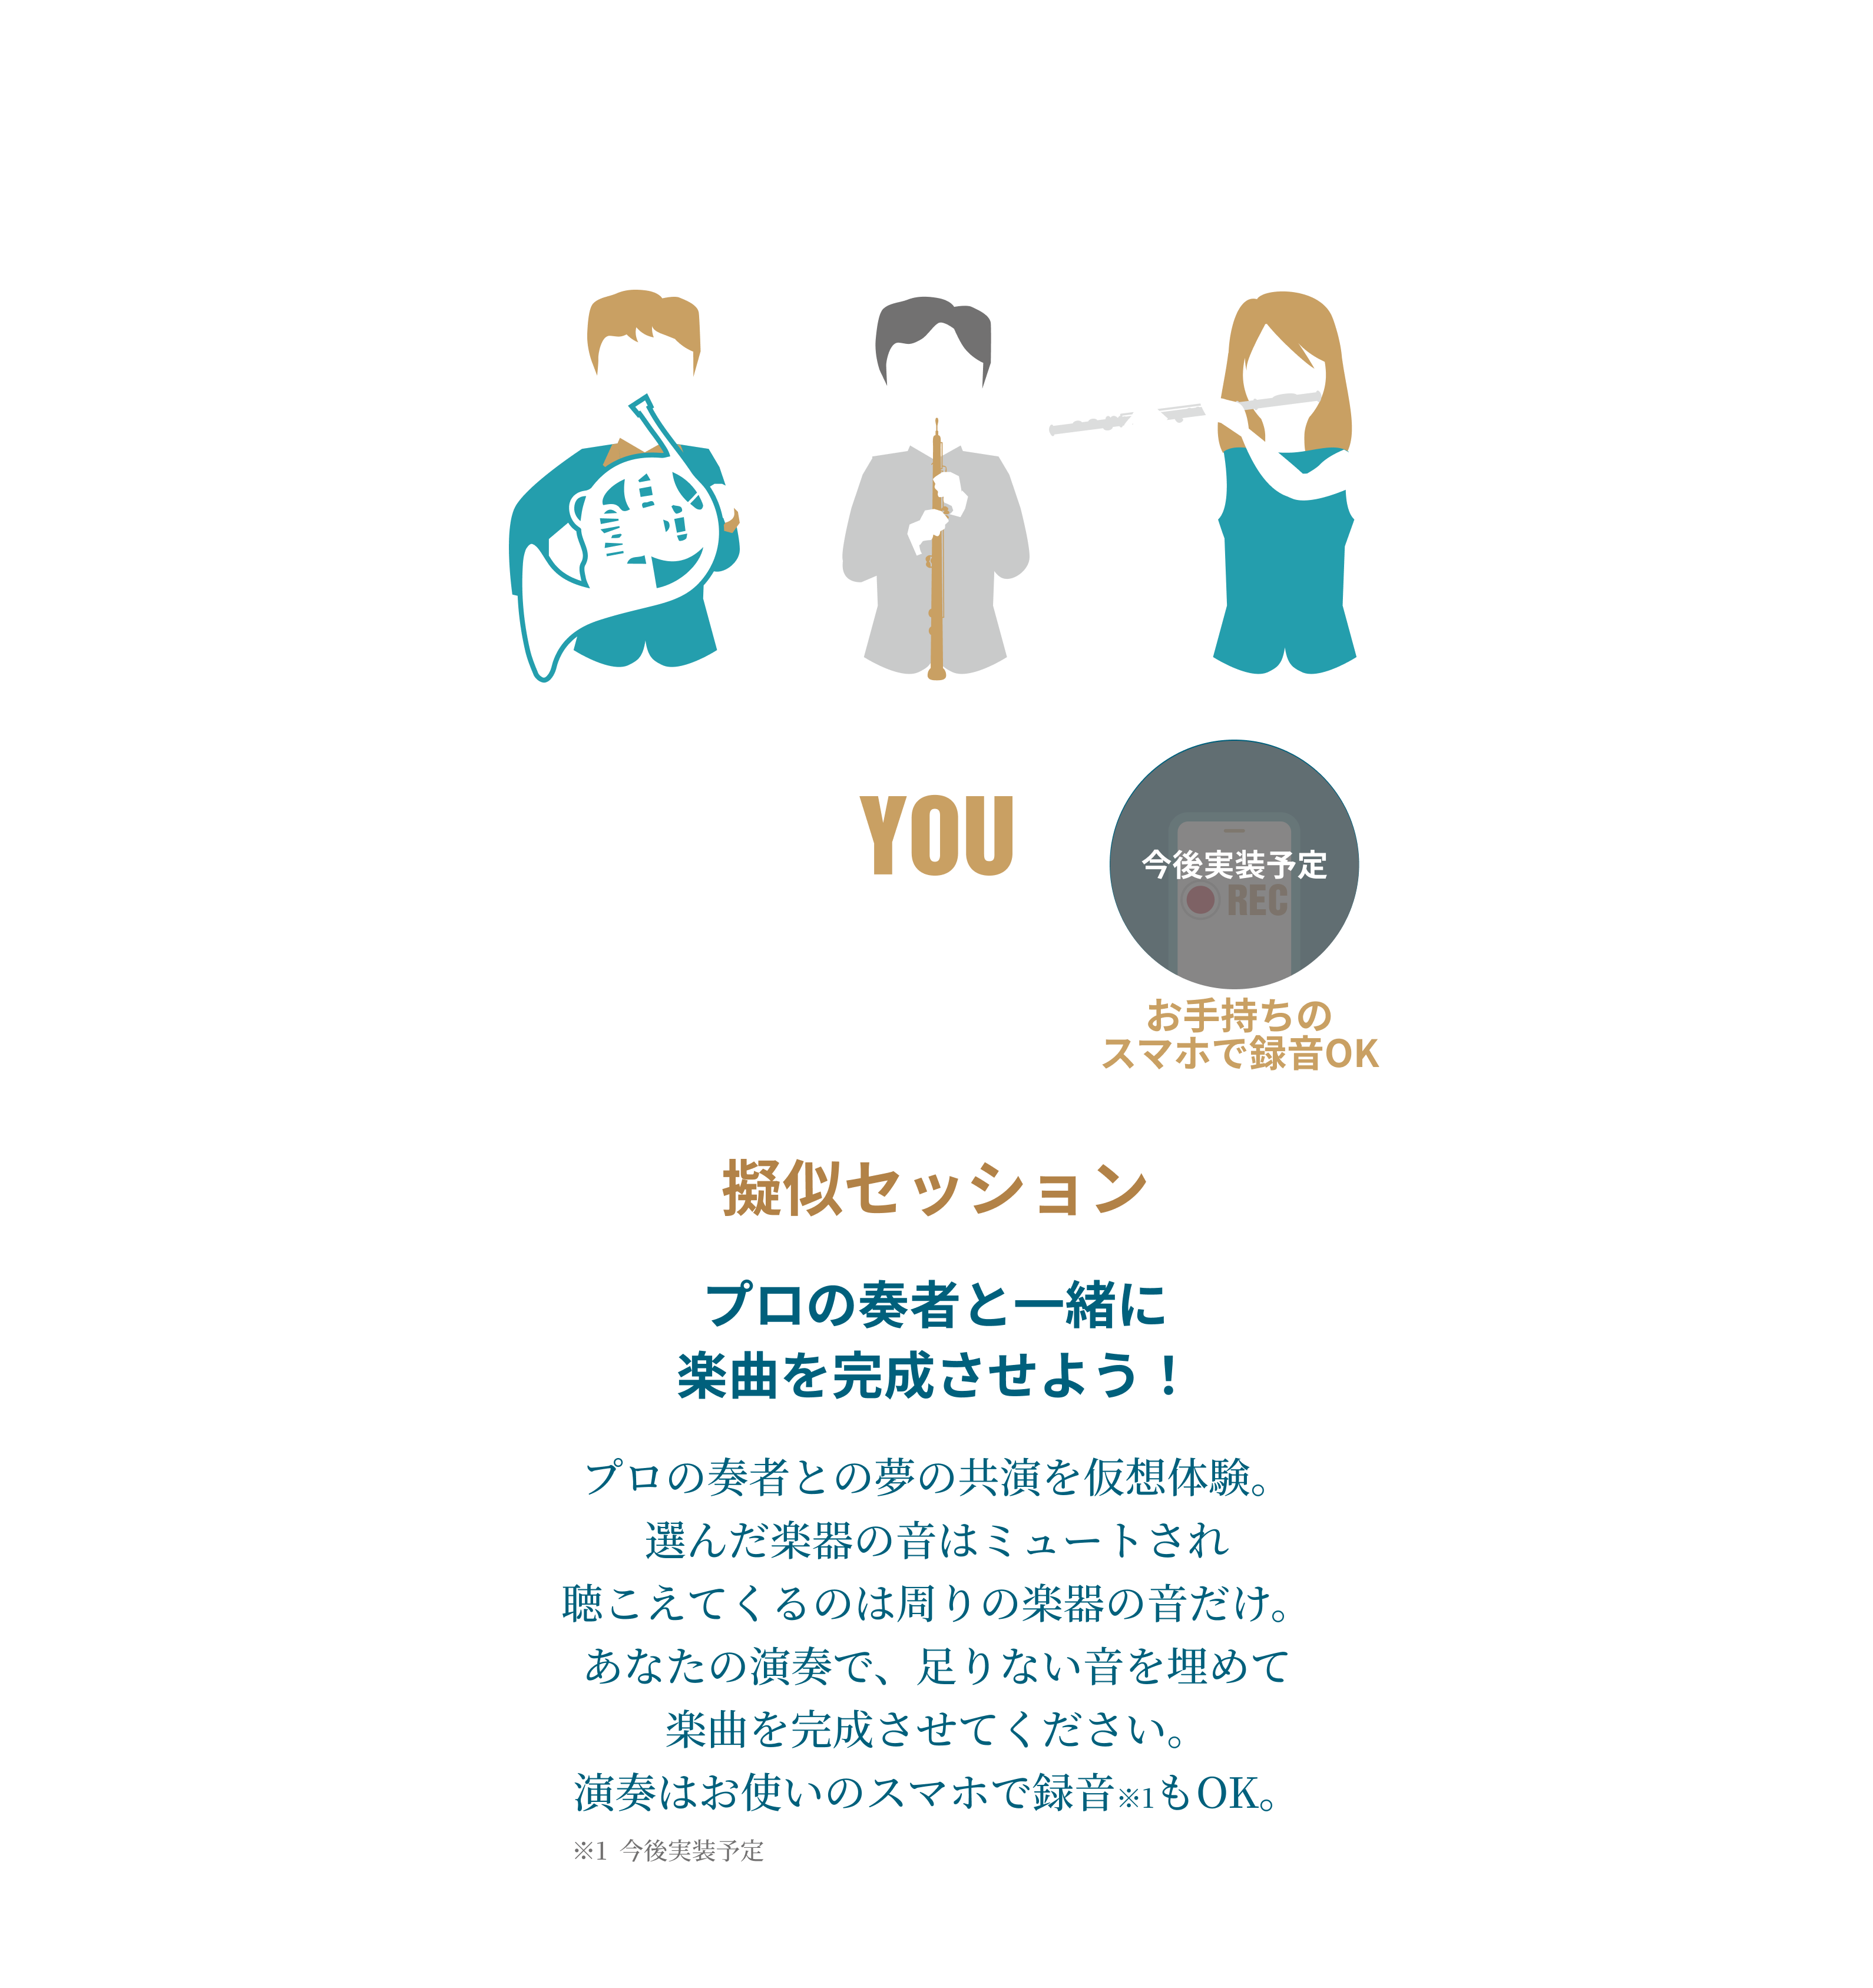 YOU
今後実装予定
REC
お手持ちの
スマホで録音OK
擬似セッション
プロの奏者と一緒に
楽曲を完成させよう！
プロの奏者との夢の共演を仮想体験。
選んだ楽器の音はミュートされ
聴こえてくるのは周りの楽器の音だけ。
あなたの演奏で、足りない音を埋めて
楽曲を完成させてください。
演奏はお使いのスマホで録音※1もOK。
※1 今後実装予定